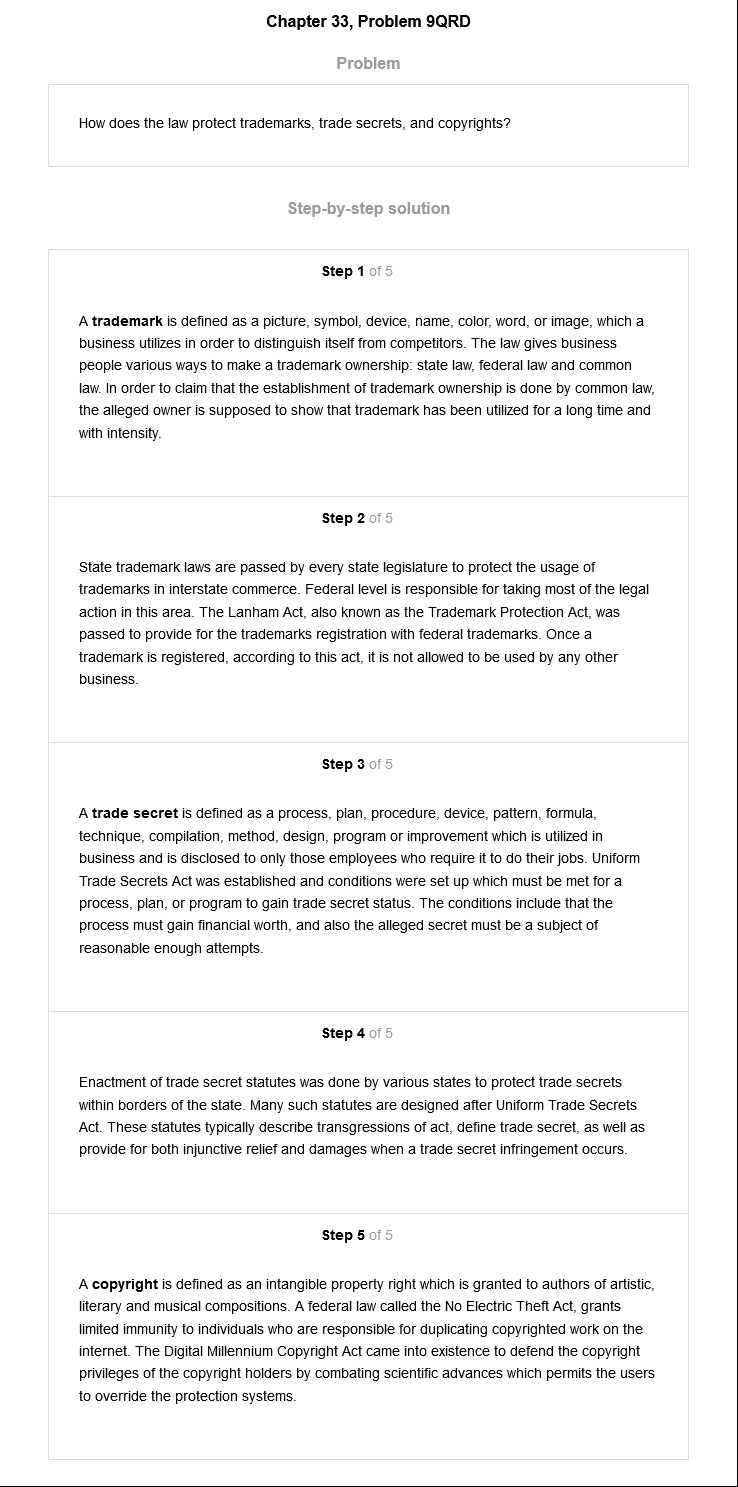 Chapter 33, Problem 9QRD
Problem
How does the law protect trademarks, trade secrets, and copyrights?
Step-by-step solution
Step 1 of 5
A trademark is defined as a picture, symbol, device, name, color, word, or image, which a
business utilizes in order to distinguish itself from competitors. The law gives business
people various ways to make a trademark ownership: state law, federal law and common
law. In order to claim that the establishment of trademark ownership is done by common law,
the alleged owner is supposed to show that trademark has been utilized for a long time and
with intensity.
Step 2 of 5
State trademark laws are passed by every state legislature to protect the usage of
trademarks in interstate commerce. Federal level is responsible for taking most of the legal
action in this area. The Lanham Act, also known as the Trademark Protection Act, was
passed to provide for the trademarks registration with federal trademarks. Once a
trademark is registered, according to this act, it is not allowed to be used by any other
business.
Step 3 of 5
A trade secret is defined as a process, plan, procedure, device, pattern, formula,
technique, compilation, method, design, program or improvement which is utilized in
business and is disclosed to only those employees who require it to do their jobs. Uniform
Trade Secrets Act was established and conditions were set up which must be met for a
process, plan, or program to gain trade secret status. The conditions include that the
process must gain financial worth, and also the alleged secret must be a subject of
reasonable enough attempts.
Step 4 of 5
Enactment of trade secret statutes was done by various states to protect trade secrets
within borders of the state. Many such statutes are designed after Uniform Trade Secrets
Act. These statutes typically describe transgressions of act, define trade secret, as well as
provide for both injunctive relief and damages when a trade secret infringement occurs.
Step 5 of 5
A copyright is defined as an intangible property right which is granted to authors of artistic,
literary and musical compositions. A federal law called the No Electric Theft Act, grants
limited immunity to individuals who are responsible for duplicating copyrighted work on the
internet. The Digital Millennium Copyright Act came into existence to defend the copyright
privileges of the copyright holders by combating scientific advances which permits the users
to override the protection systems.